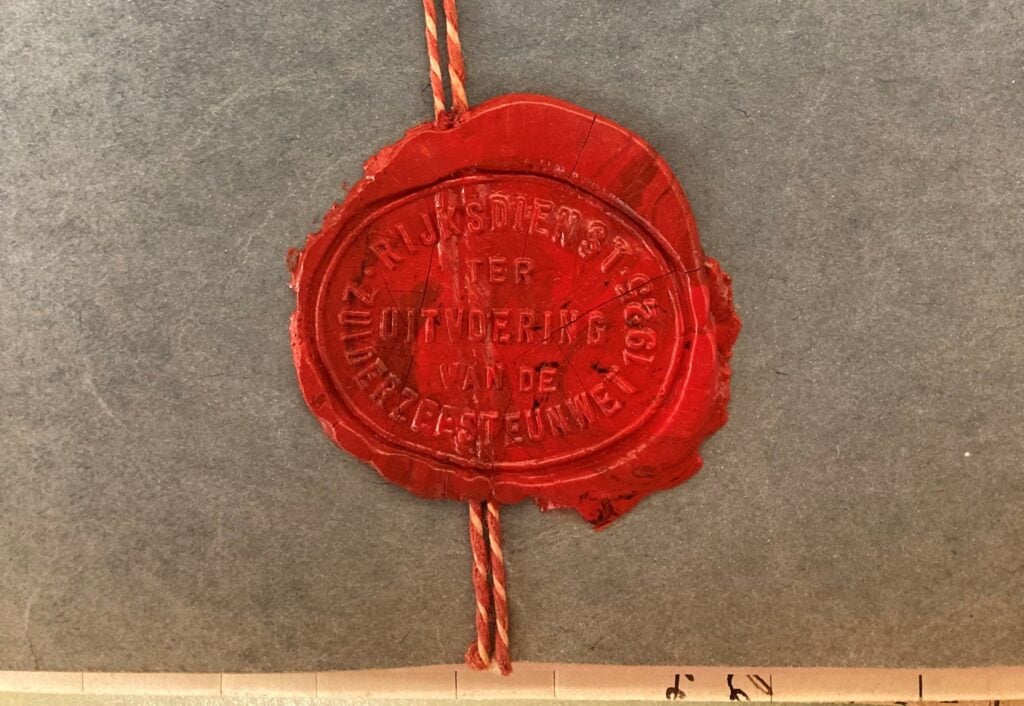 RIJKSDIENST
TER
UITVOERING
VAN DE
ZUIDERZEESTEUNWET 1925